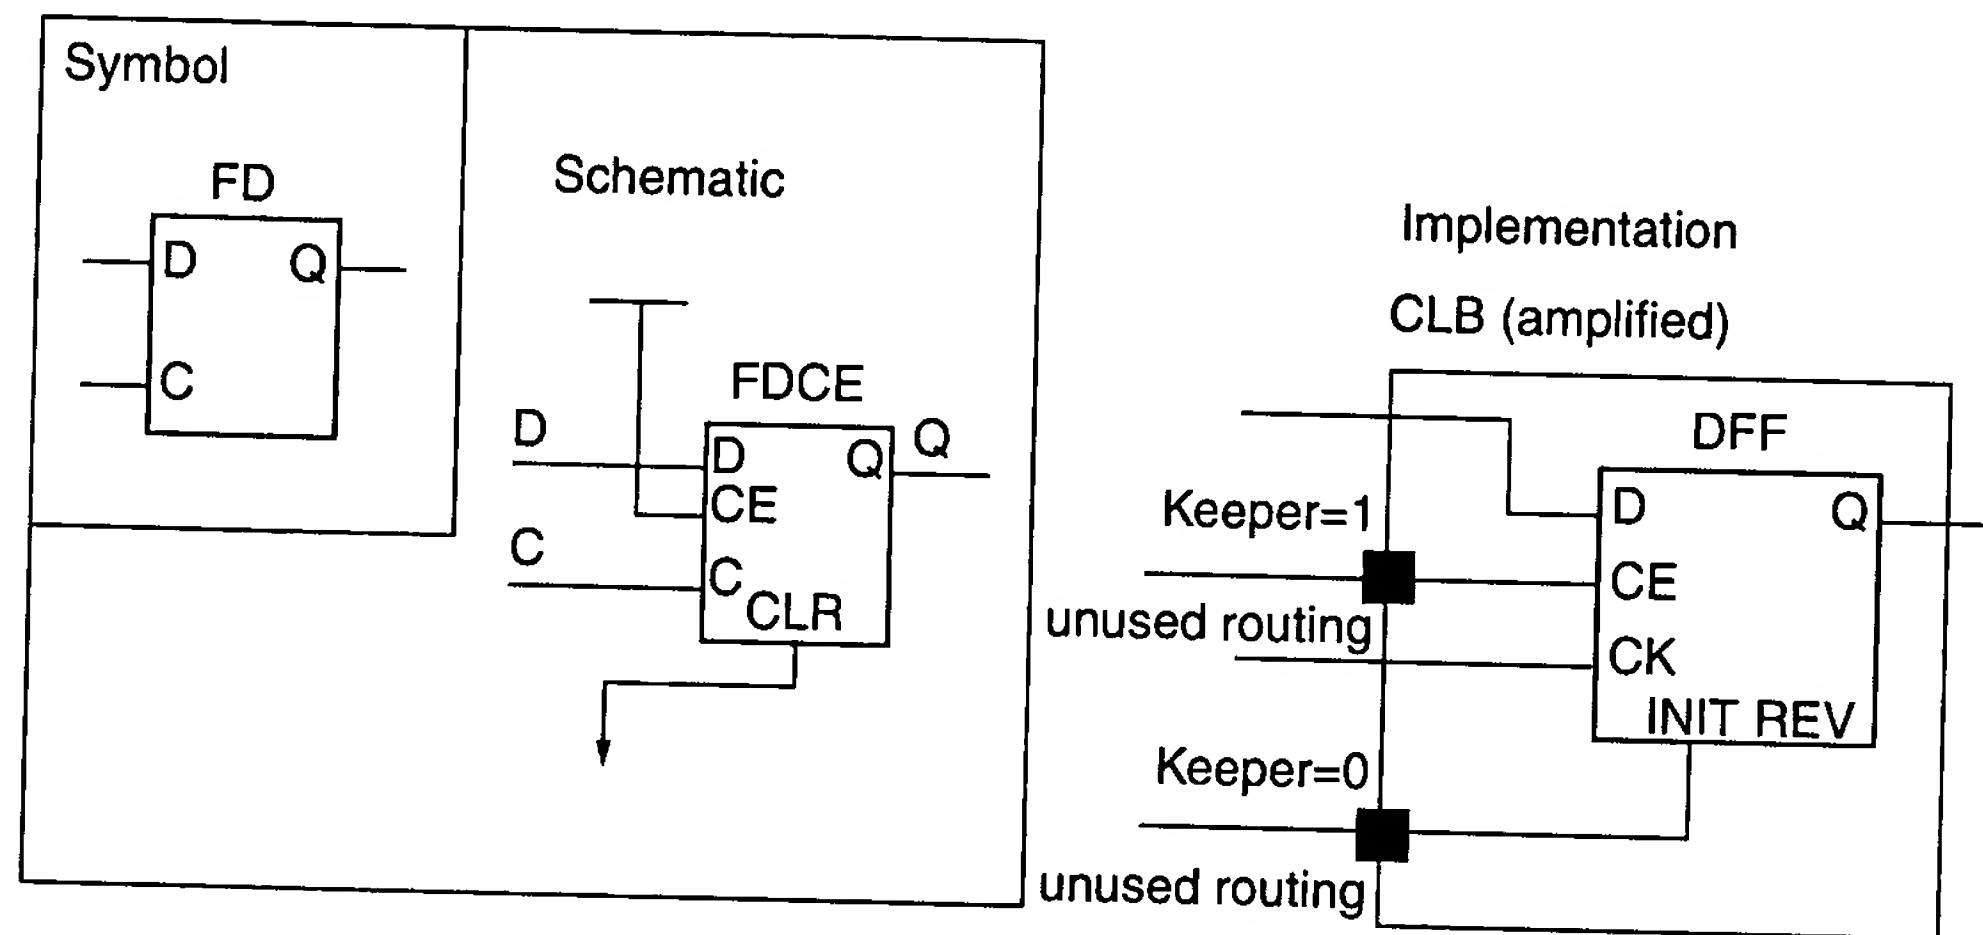 Symbol
FD
D Q
C
Schematic
FDCE
D
D Q
Q
CE
C
C
CLR
Implementation
CLB (amplified)
DFF
D Q
Keeper=1
CE
unused routing
CK
INIT REV
Keeper=0
unused routing